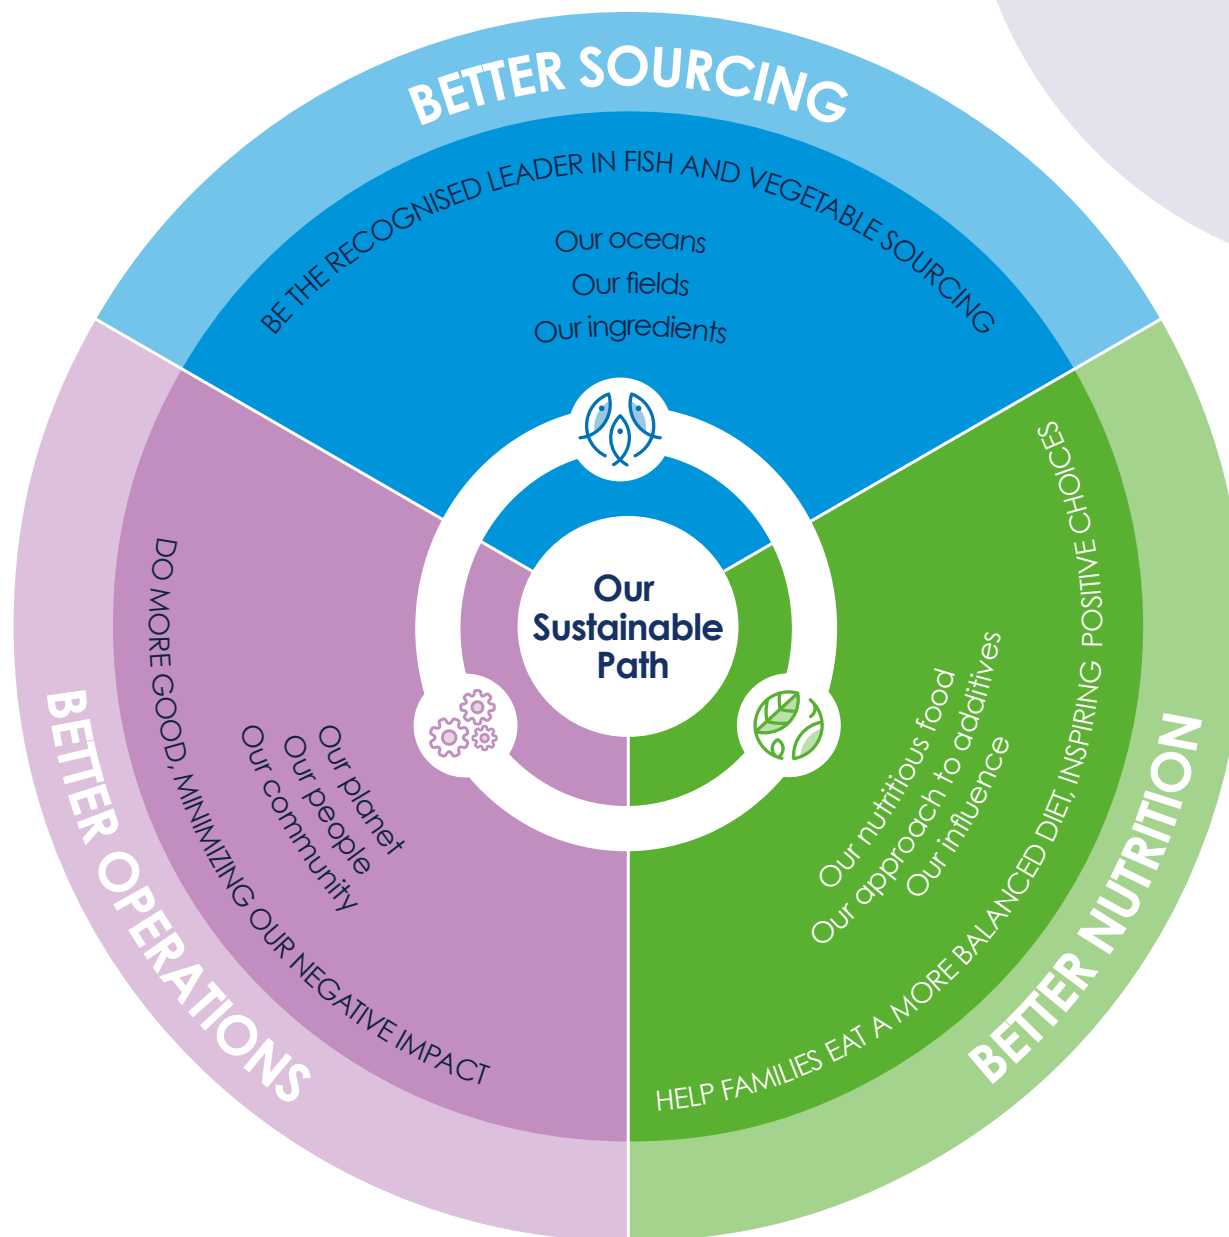 BETTER SOURCING
BE THE RECOGNISED LEADER IN FISH AND VEGETABLE SOURCING
Our oceans
Our fields
Our ingredients
Our
Sustainable
Path
BETTER NUTRITION
HELP FAMILIES EAT A MORE BALANCED DIET, INSPIRING POSITIVE CHOICES
Our nutritious food
Our approach to additives
Our influence
BETTER OPERATIONS
DO MORE GOOD, MINIMIZING OUR NEGATIVE IMPACT
Our planet
Our people
Our community